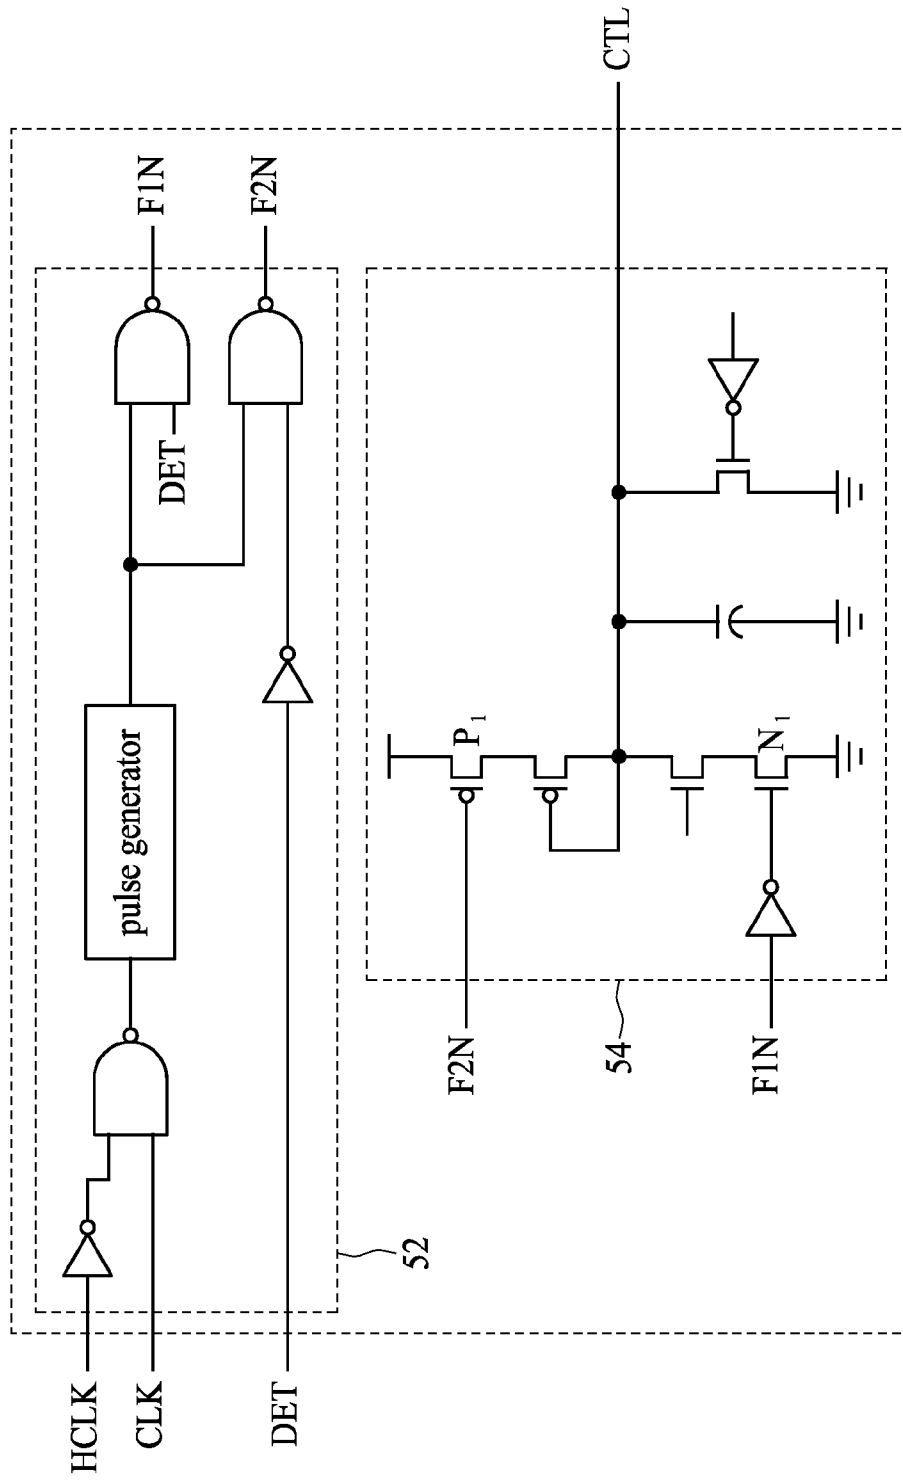 HCLK
CLK
DET
pulse generator
DET
F1N
F2N
52
F2N
54
F1N
P1
N1
CTL